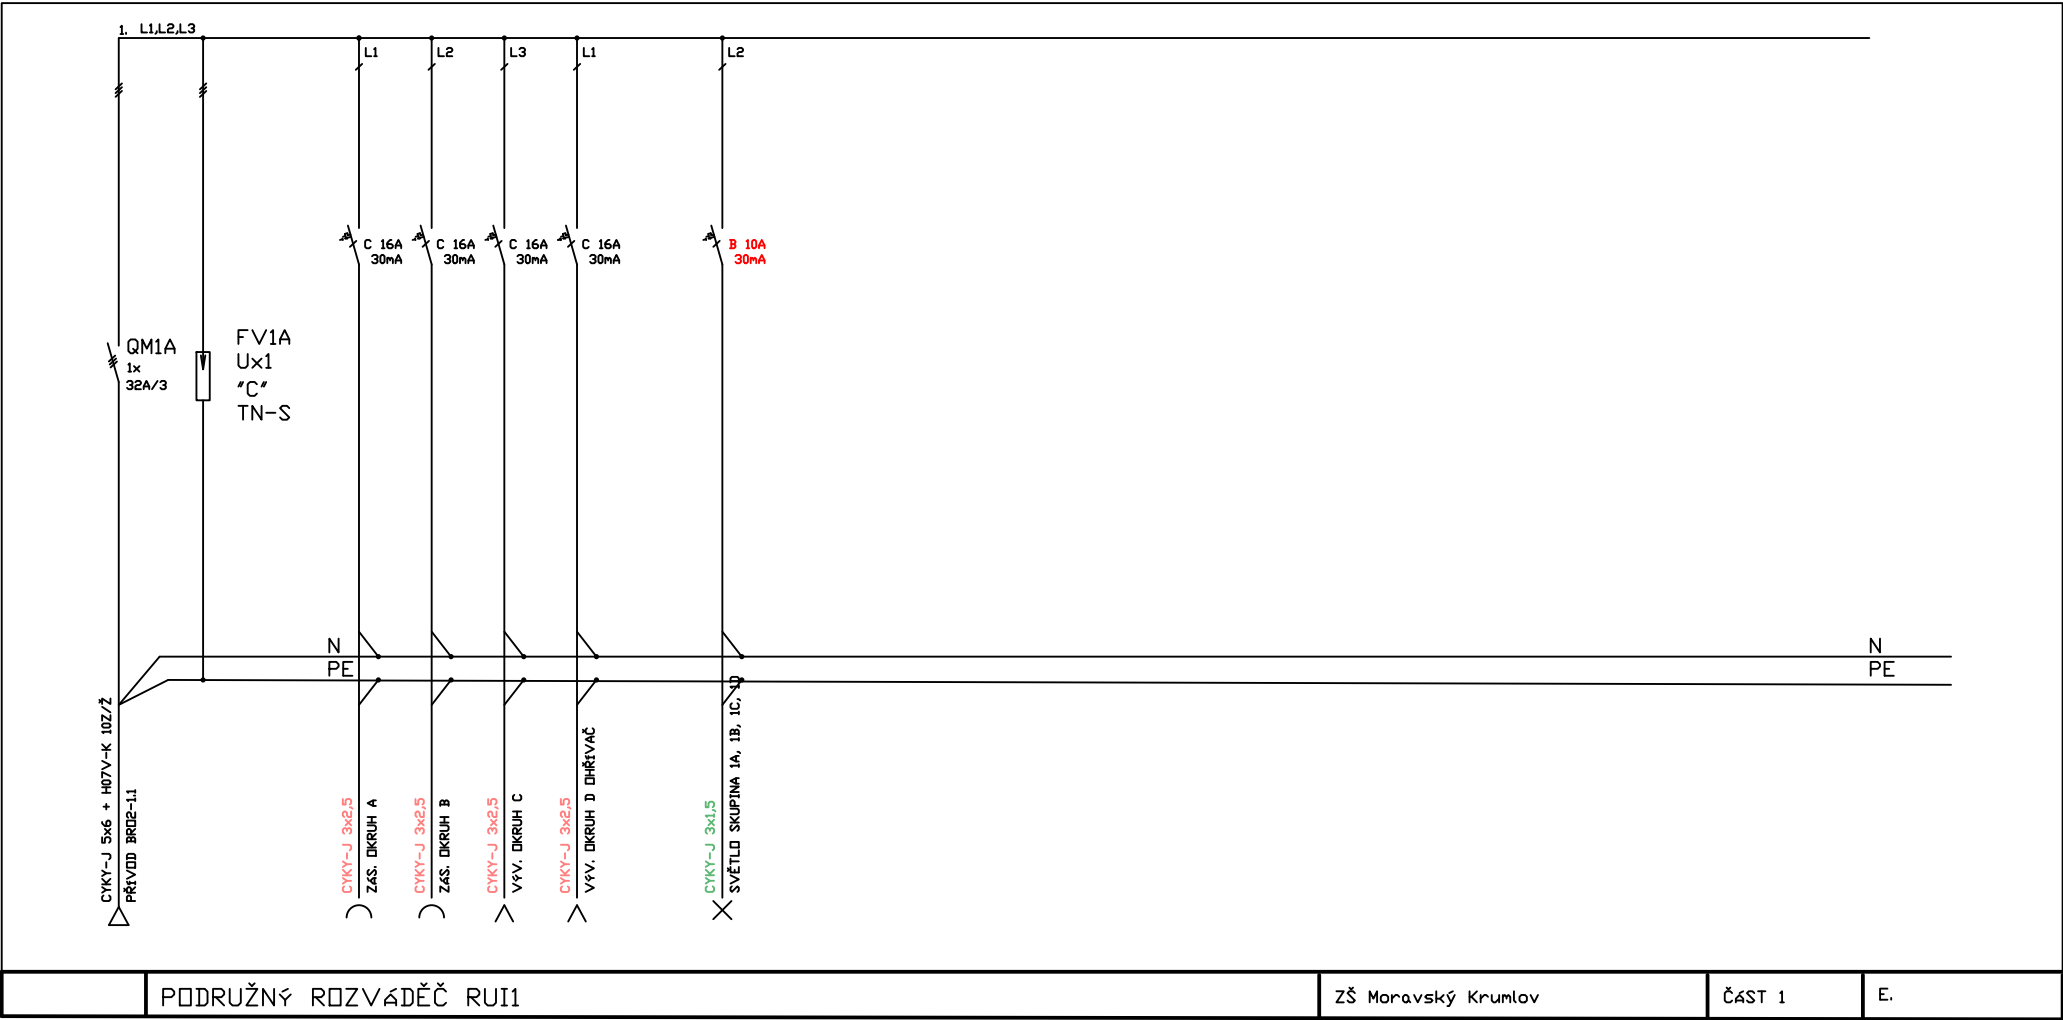 1. L1,L2,L3
L1
L2
L3
L1
L2
C 16A
30mA
C 16A
30mA
C 16A
30mA
C 16A
30mA
B 10A
30mA
QM1A
1x
32A/3
FV1A
Ux1
"C"
TN-S
N
PE
N
PE
CYKY-J 5x6 + H07V-K 10Z/Ž
PŘÍVOD BRO2-1.1
CYKY-J 3x2,5
ZÁS. OKRUH A
CYKY-J 3x2,5
ZÁS. OKRUH B
CYKY-J 3x2,5
VÝV. OKRUH C
CYKY-J 3x2,5
VÝV. OKRUH D OHŘÍVAČ
CYKY-J 3x1,5
SVĚTLO SKUPINA 1A, 1B, 1C, 1D
PODRUŽNÝ ROZVÁDĚČ RUI1
ZŠ Moravský Krumlov
ČÁST 1
E.